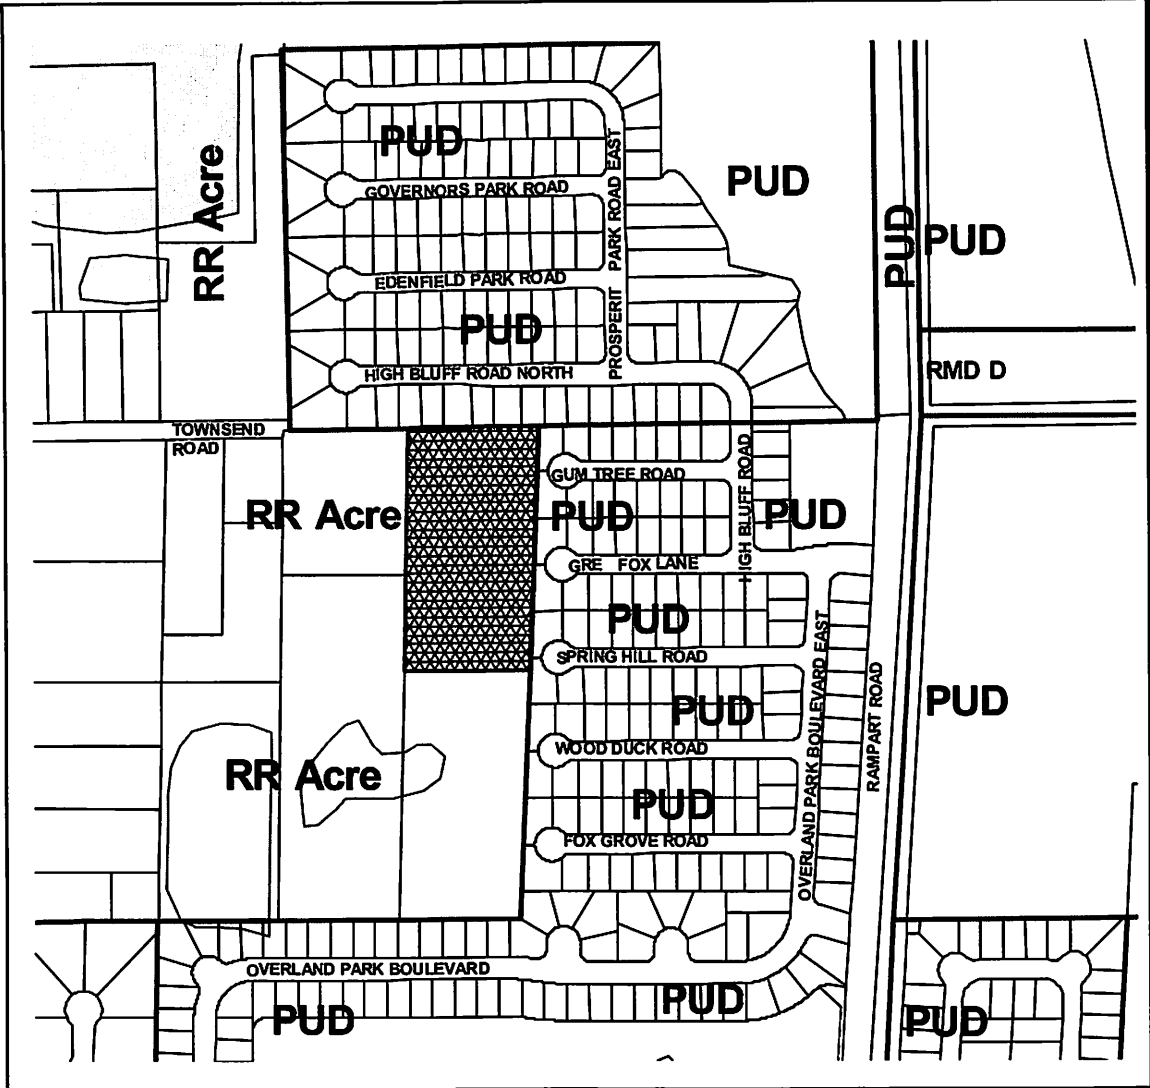 PUD
RR Acre
PUD
GOVERNORS PARK ROAD
PARK ROAD EAST
PROSPERIT
PUD
PUD
EDENFIELD PARK ROAD
PUD
HIGH BLUFF ROAD NORTH
RMD D
TOWNSEND
ROAD
GUM TREE ROAD
HIGH BLUFF ROAD
RR Acre
PUD
PUD
GRE FOX LANE
PUD
SPRING HILL ROAD
OVERLAND PARK BOULEVARD EAST
RAMPART ROAD
PUD
PUD
WOOD DUCK ROAD
RR Acre
PUD
FOX GROVE ROAD
OVERLAND PARK BOULEVARD
PUD
PUD
PUD